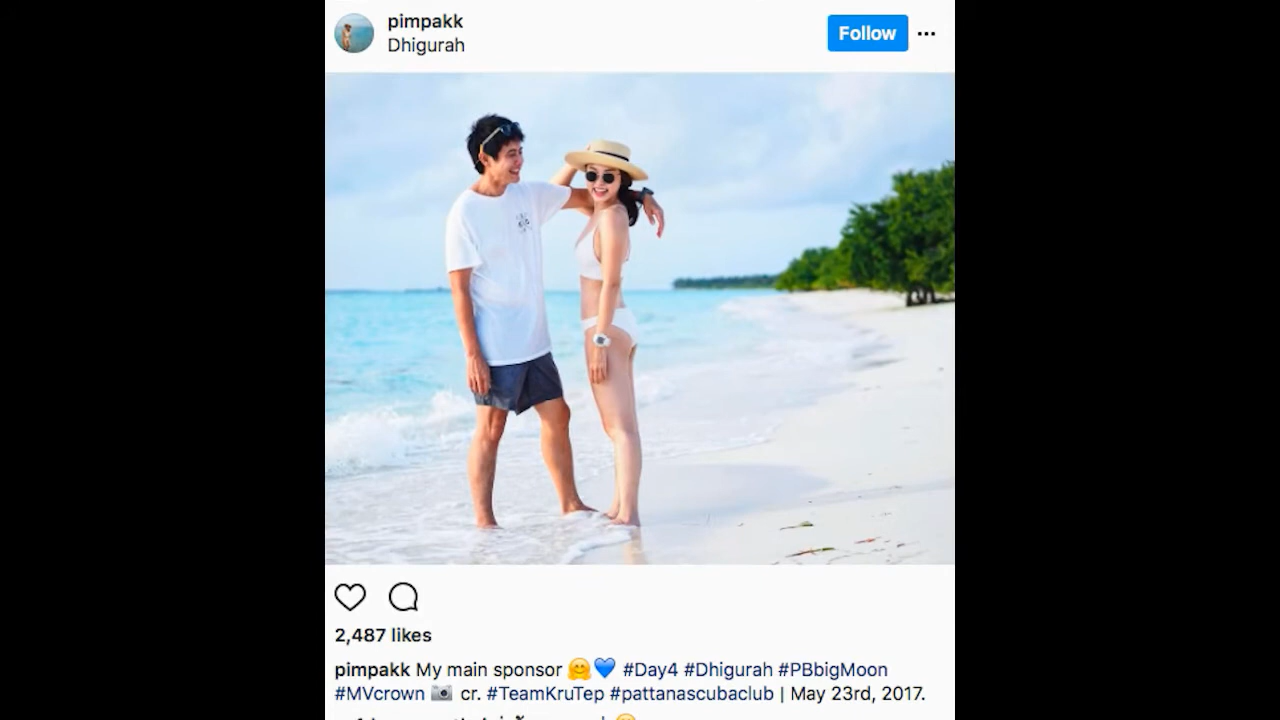 pimpakk
Dhigurah
Follow
2,487 likes
pimpakk My main sponsor 🤗💙 #Day4 #Dhigurah #PBbigMoon
#MVcrown 📷 cr. #TeamKruTep #pattanascubaclub | May 23rd, 2017.